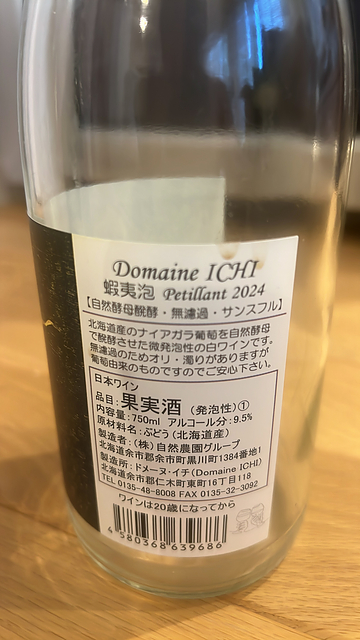 Domaine ICHI
蝦夷泡 Petillant 2024
【自然酵母醗酵・無濾過・サンスフル】
北海道産のナイアガラ葡萄を自然酵母
で醗酵させた微発泡性の白ワインです。
無濾過のためオリ・濁りがありますが
葡萄由来のものですのでご安心下さい。
日本ワイン
品目:果実酒 (発泡性)①
内容量:750ml アルコール分:9.5%
原材料名:ぶどう(北海道産)
製造者:(株)自然農園グループ
北海道余市郡余市町黒川町1384番地1
製造所:ドメーヌ・イチ(Domaine ICHI)
北海道余市郡仁木町東町16丁目118
TEL 0135-48-8008 FAX 0135-32-3092
ワインは20歳になってから
4 580368 639686